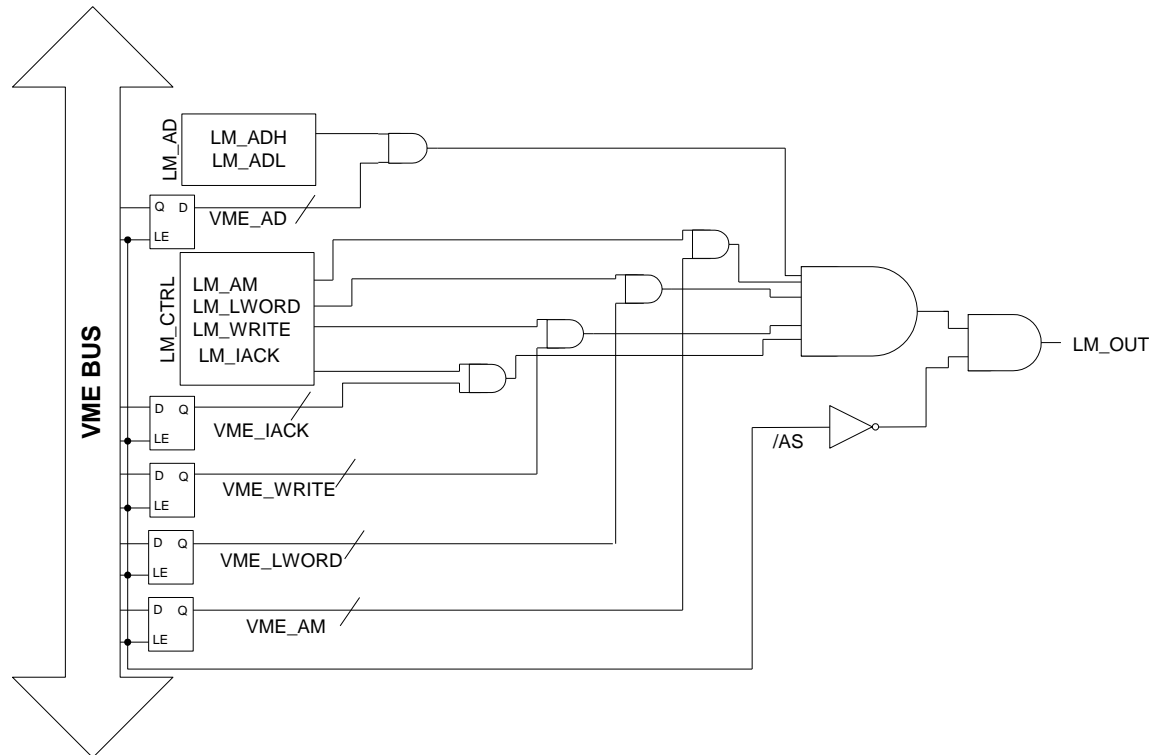 VME BUS
LM_AD
LM_ADH
LM_ADL
Q D
LE
VME_AD
LM_CTRL
LM_AM
LM_LWORD
LM_WRITE
LM_IACK
D Q
LE
VME_IACK
D Q
LE
VME_WRITE
D Q
LE
VME_LWORD
D Q
LE
VME_AM
/AS
LM_OUT